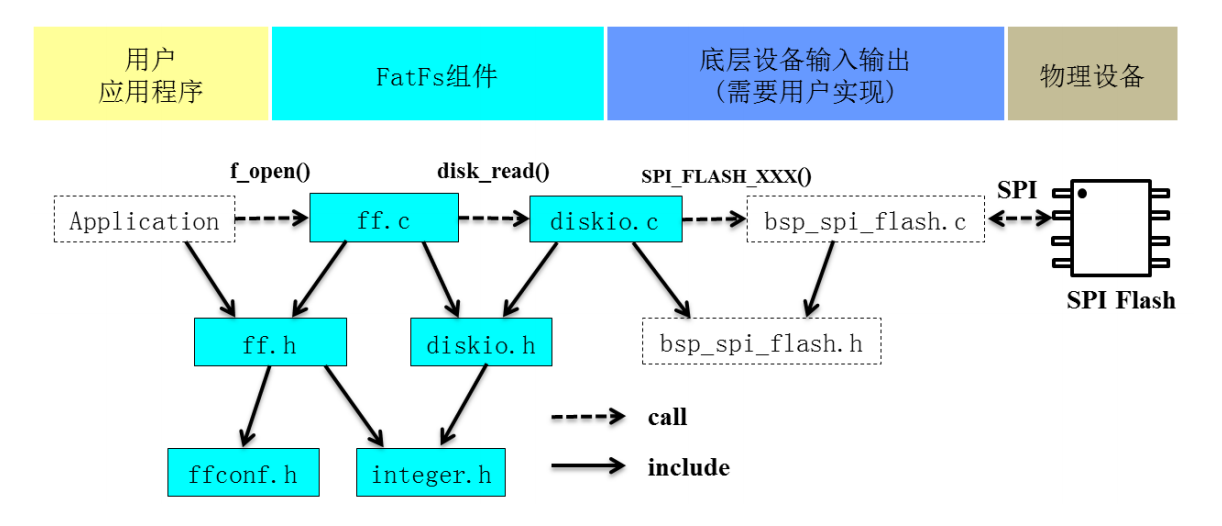 用户
应用程序
FatFs组件
底层设备输入输出
(需要用户实现)
物理设备
f_open()
disk_read()
SPI_FLASH_XXX()
SPI
Application
ff.c
diskio.c
bsp_spi_flash.c
SPI Flash
ff.h
diskio.h
bsp_spi_flash.h
call
ffconf.h
integer.h
include